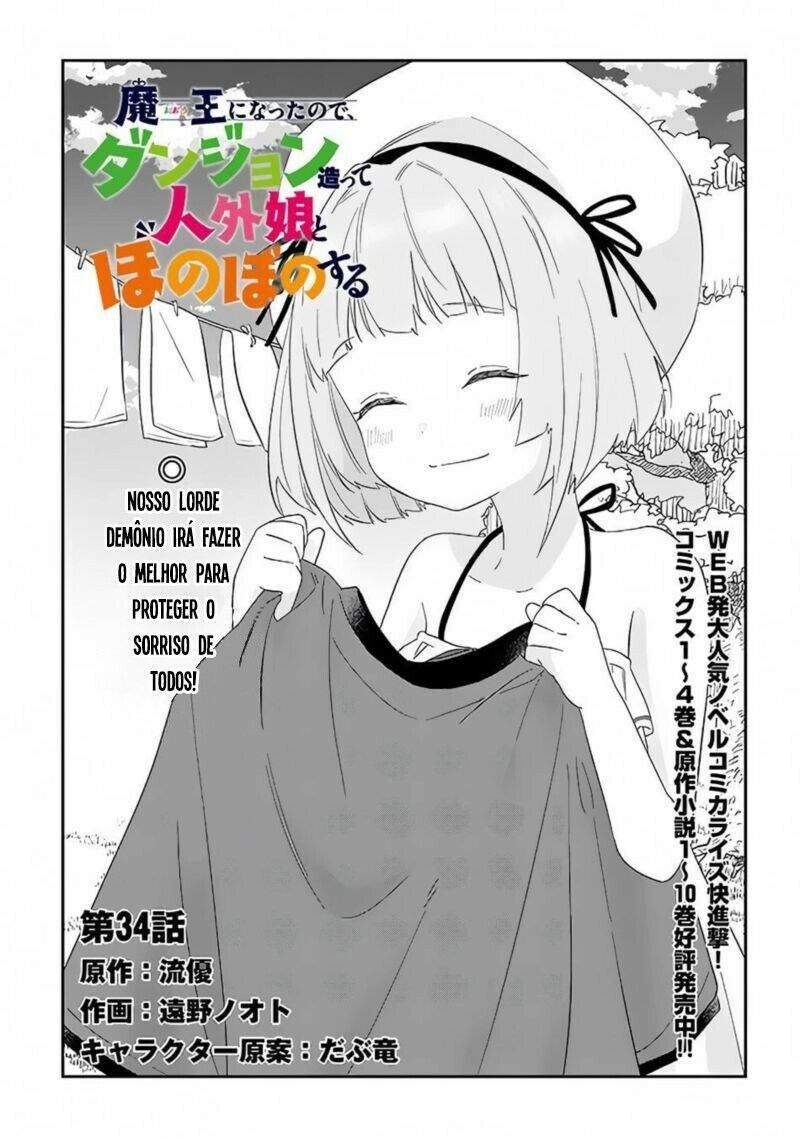 魔王になったので、
ダンジョン造って
人外娘と
ほのぼのする
NOSSO LORDE
DEMÔNIO IRÁ FAZER
O MELHOR PARA
PROTEGER O
SORRISO DE
TODOS!
WEB発大人気ノベルコミカライズ快進撃!
コミックス1～4巻&原作小説1～10巻好評発売中!!
第34話
原作:流優
作画:遠野ノオト
キャラクター原案:だぶ竜